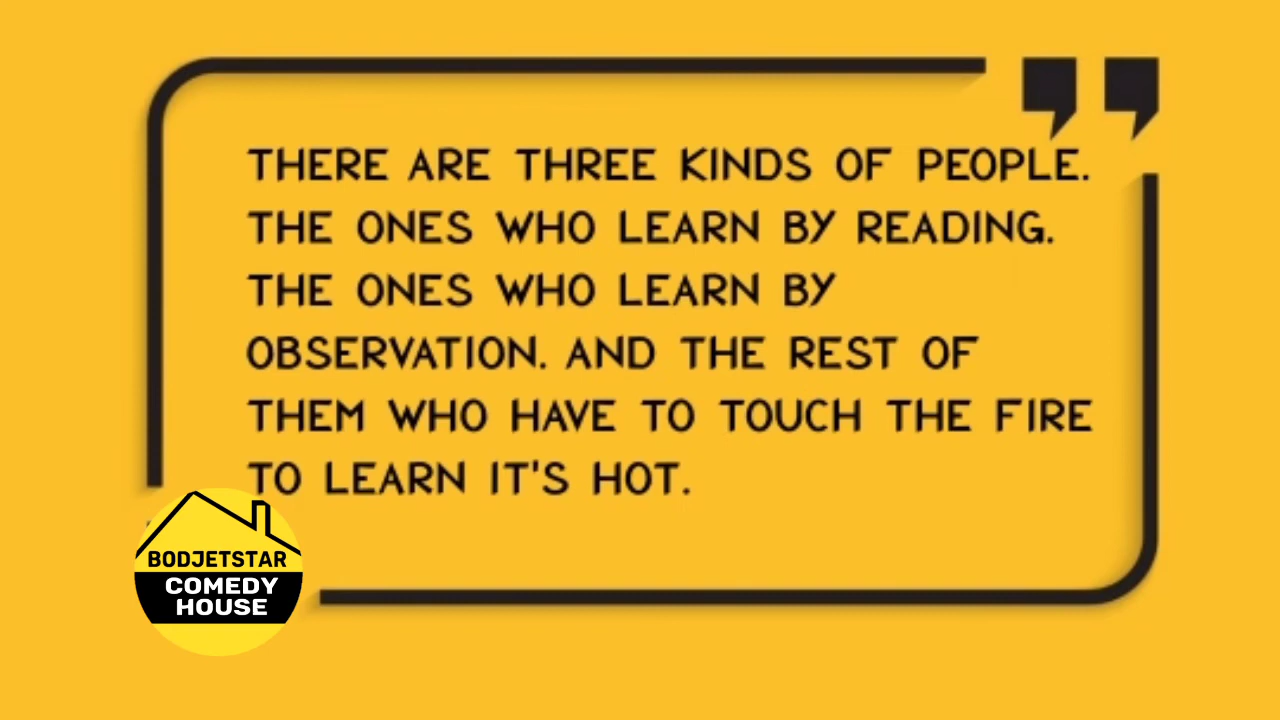 THERE ARE THREE KINDS OF PEOPLE.
THE ONES WHO LEARN BY READING.
THE ONES WHO LEARN BY
OBSERVATION. AND THE REST OF
THEM WHO HAVE TO TOUCH THE FIRE
TO LEARN IT'S HOT.
BODJETSTAR
COMEDY
HOUSE